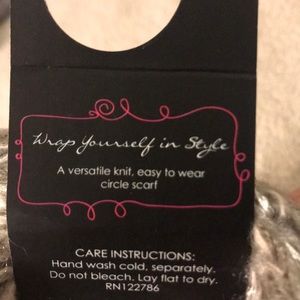 Wrap Yourself in Style
A versatile knit, easy to wear
circle scarf
CARE INSTRUCTIONS:
Hand wash cold, separately.
Do not bleach. Lay flat to dry.
RN122786